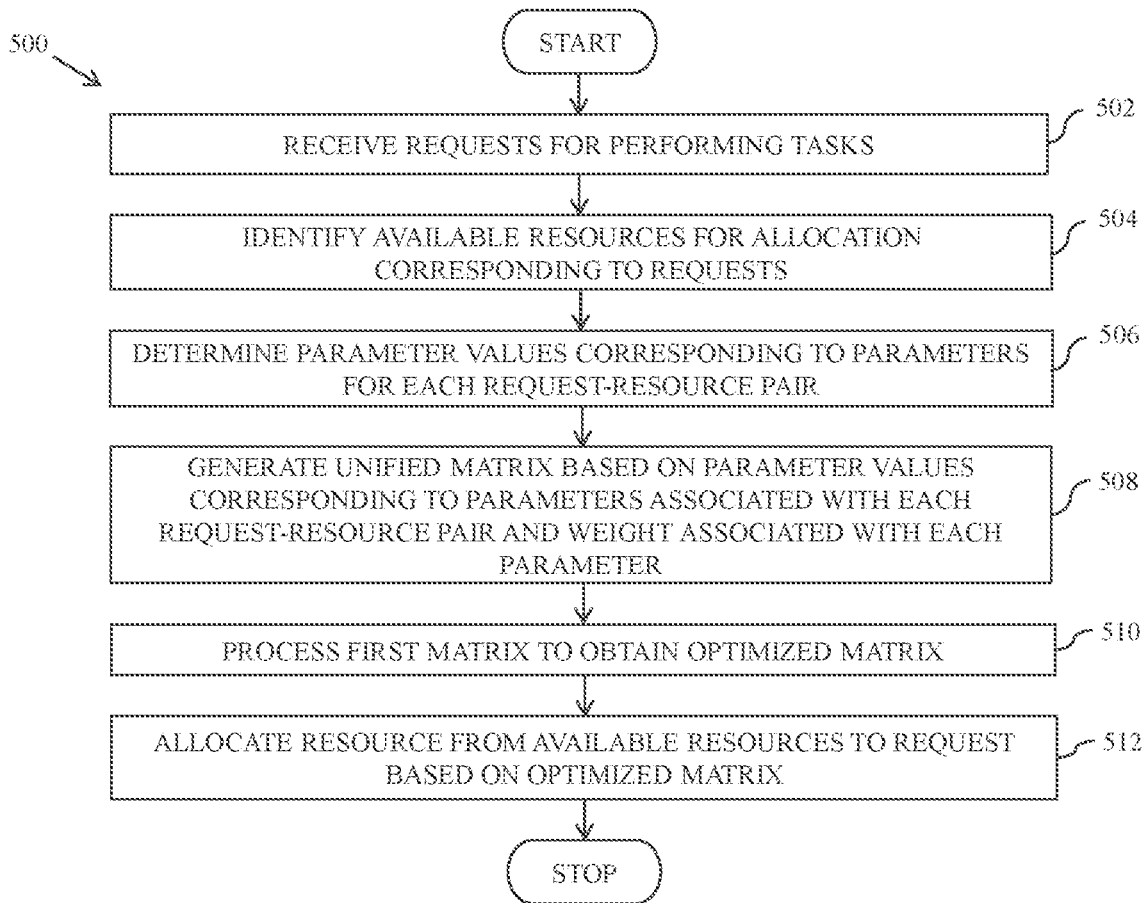 500
START
502
RECEIVE REQUESTS FOR PERFORMING TASKS
504
IDENTIFY AVAILABLE RESOURCES FOR ALLOCATION
CORRESPONDING TO REQUESTS
506
DETERMINE PARAMETER VALUES CORRESPONDING TO PARAMETERS
FOR EACH REQUEST-RESOURCE PAIR
508
GENERATE UNIFIED MATRIX BASED ON PARAMETER VALUES
CORRESPONDING TO PARAMETERS ASSOCIATED WITH EACH
REQUEST-RESOURCE PAIR AND WEIGHT ASSOCIATED WITH EACH
PARAMETER
510
PROCESS FIRST MATRIX TO OBTAIN OPTIMIZED MATRIX
512
ALLOCATE RESOURCE FROM AVAILABLE RESOURCES TO REQUEST
BASED ON OPTIMIZED MATRIX
STOP